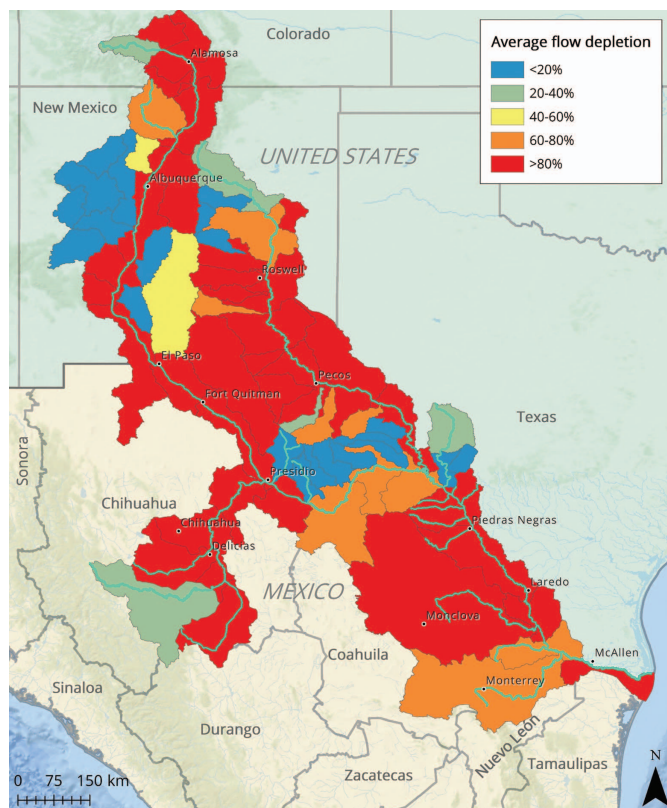 Colorado
Average flow depletion
<20%
20-40%
40-60%
60-80%
>80%
Alamosa
New Mexico
UNITED STATES
Albuquerque
Roswell
El Paso
Pecos
Fort Quitman
Texas
Sonora
Presidio
Chihuahua
Chihuahua
Piedras Negras
Delicias
MEXICO
Laredo
Monclova
Coahuila
McAllen
Sinaloa
Monterrey
Durango
Nuevo León
Tamaulipas
Zacatecas
N
0 75 150 km